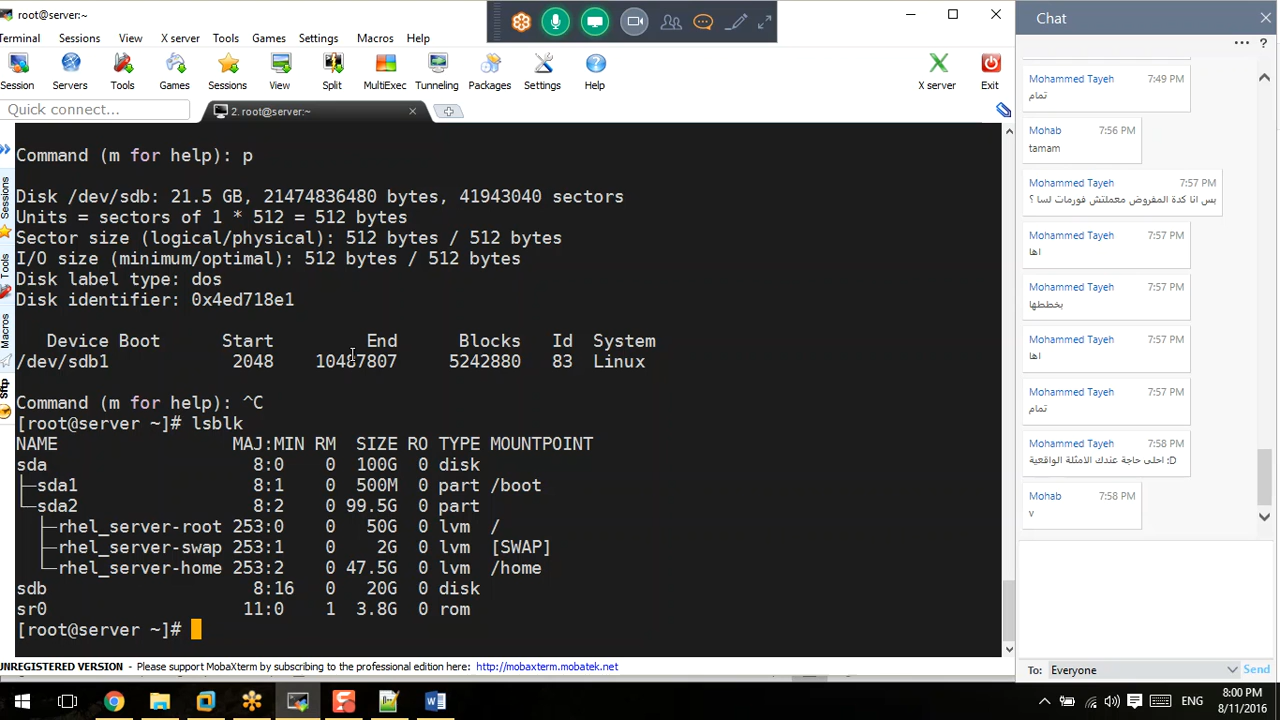 root@server:~
Terminal Sessions View X server Tools Games Settings Macros Help
Session Servers Tools Games Sessions View Split MultiExec Tunneling Packages Settings Help X server Exit
Quick connect...
2. root@server:~
Sessions
Tools
Macros
Sftp
Command (m for help): p
Disk /dev/sdb: 21.5 GB, 21474836480 bytes, 41943040 sectors
Units = sectors of 1 * 512 = 512 bytes
Sector size (logical/physical): 512 bytes / 512 bytes
I/O size (minimum/optimal): 512 bytes / 512 bytes
Disk label type: dos
Disk identifier: 0x4ed718e1
Device Boot Start End Blocks Id System
/dev/sdb1 2048 10487807 5242880 83 Linux
Command (m for help): ^C
[root@server ~]# lsblk
NAME MAJ:MIN RM SIZE RO TYPE MOUNTPOINT
sda 8:0 0 100G 0 disk
├─sda1 8:1 0 500M 0 part /boot
└─sda2 8:2 0 99.5G 0 part
├─rhel_server-root 253:0 0 50G 0 lvm /
├─rhel_server-swap 253:1 0 2G 0 lvm [SWAP]
└─rhel_server-home 253:2 0 47.5G 0 lvm /home
sdb 8:16 0 20G 0 disk
sr0 11:0 1 3.8G 0 rom
[root@server ~]#
UNREGISTERED VERSION - Please support MobaXterm by subscribing to the professional edition here: http://mobaxterm.mobatek.net
Chat
Mohammed Tayeh 7:49 PM
تمام
Mohab 7:56 PM
tamam
Mohammed Tayeh 7:57 PM
بس انا كدة المفروض معملتش فورمات لسا ؟
Mohammed Tayeh 7:57 PM
اها
Mohammed Tayeh 7:57 PM
بخططها
Mohammed Tayeh 7:57 PM
اها
Mohammed Tayeh 7:57 PM
تمام
Mohammed Tayeh 7:58 PM
احلى حاجة عندك الامثلة الواقعية :D
Mohab 7:58 PM
v
To: Everyone Send
ENG
8:00 PM
8/11/2016